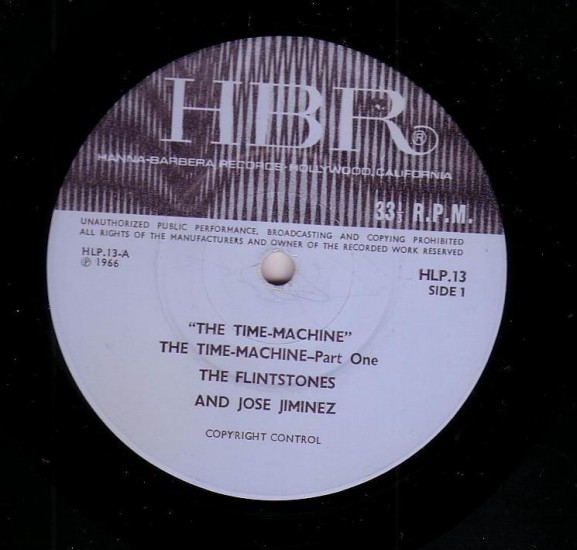 HBR®
HANNA-BARBERA RECORDS · HOLLYWOOD, CALIFORNIA
33⅓ R.P.M.
UNAUTHORIZED PUBLIC PERFORMANCE, BROADCASTING AND COPYING PROHIBITED
ALL RIGHTS OF THE MANUFACTURERS AND OWNER OF THE RECORDED WORK RESERVED
HLP.13-A
℗ 1966
HLP.13
SIDE 1
"THE TIME-MACHINE"
THE TIME-MACHINE–Part One
THE FLINTSTONES
AND JOSE JIMINEZ
COPYRIGHT CONTROL